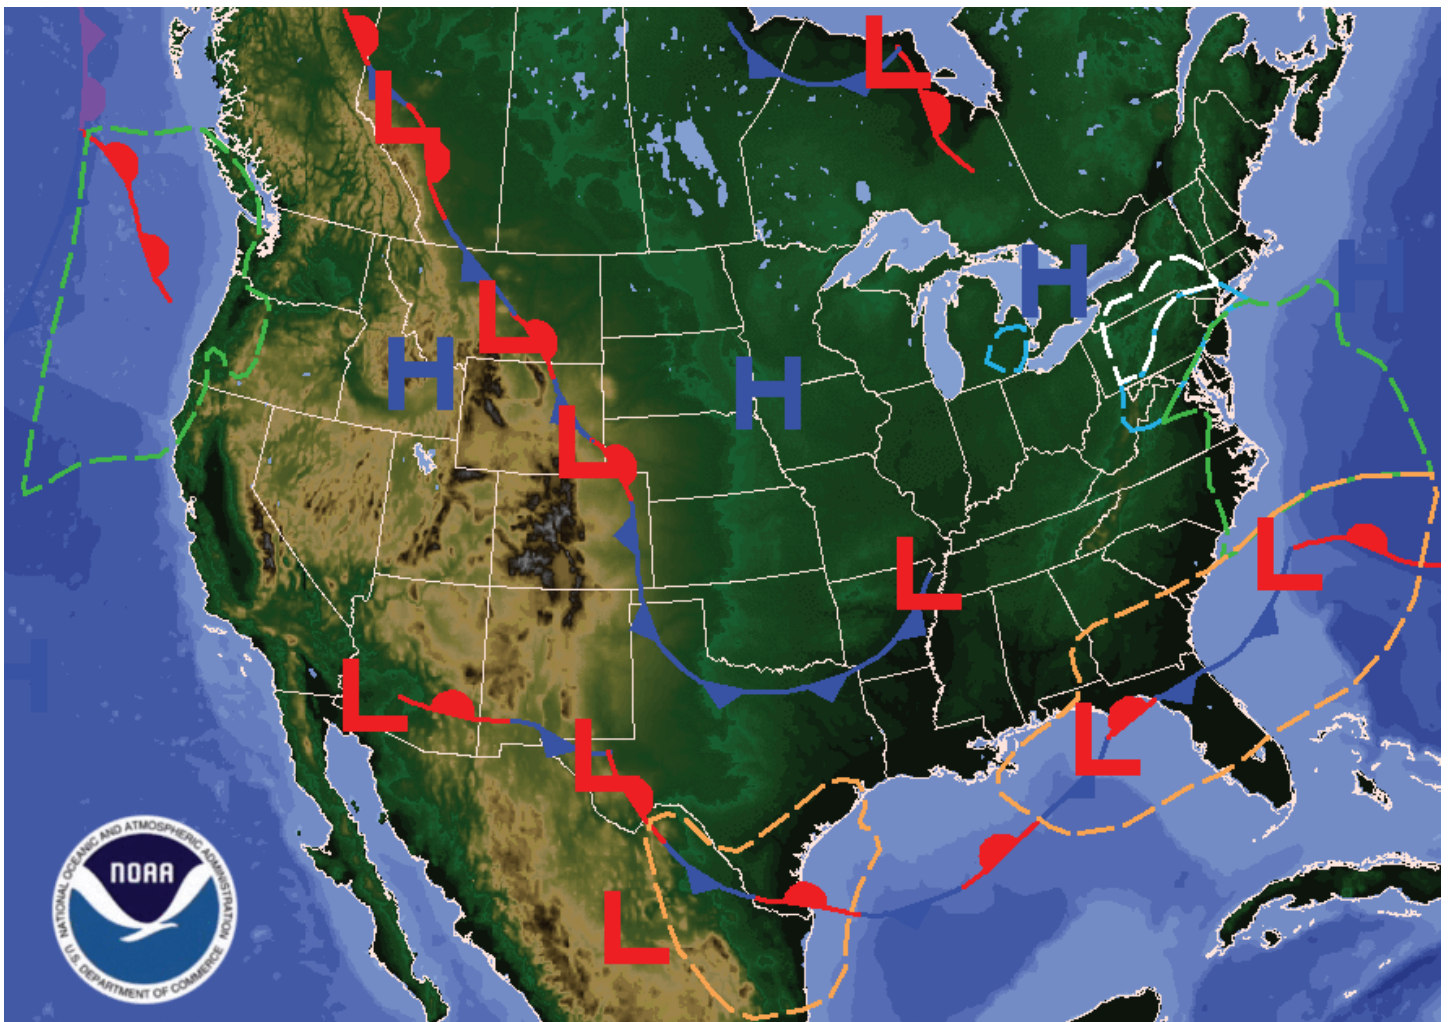 L
L
H
H
L
H
H
L
L
L
H
L
L
L
NATIONAL OCEANIC AND ATMOSPHERIC ADMINISTRATION
NOAA
L
U.S. DEPARTMENT OF COMMERCE